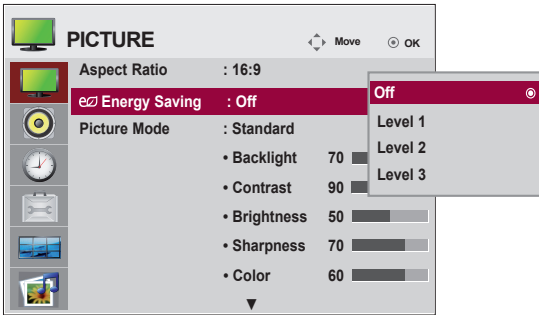 PICTURE Move OK
Aspect Ratio : 16:9
Energy Saving : Off
Picture Mode : Standard
• Backlight 70
• Contrast 90
• Brightness 50
• Sharpness 70
• Color 60
Off
Level 1
Level 2
Level 3